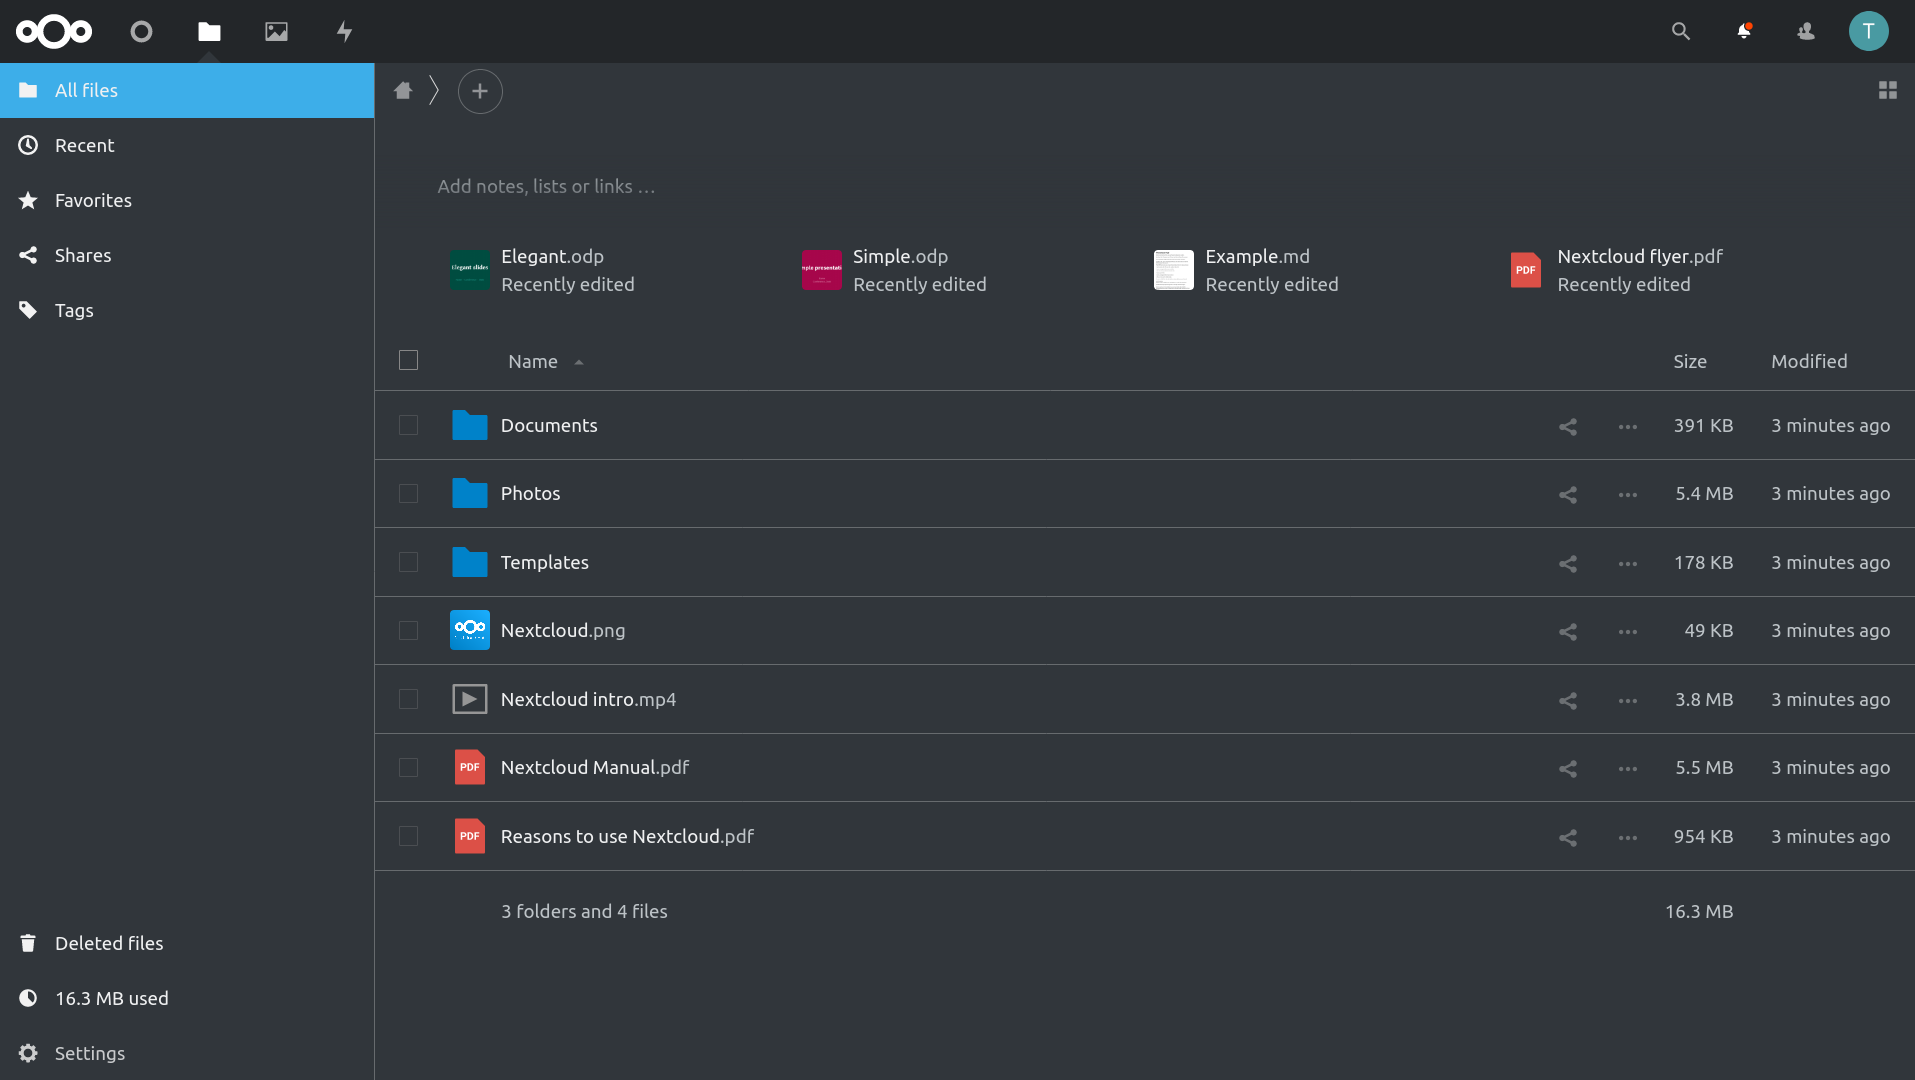 T
All files
Recent
Favorites
Shares
Tags
Add notes, lists or links …
Elegant.odp
Recently edited
Simple.odp
Recently edited
Example.md
Recently edited
Nextcloud flyer.pdf
Recently edited
Elegant slides
PDF
Name Size Modified
Documents 391 KB 3 minutes ago
Photos 5.4 MB 3 minutes ago
Templates 178 KB 3 minutes ago
Nextcloud.png 49 KB 3 minutes ago
Nextcloud intro.mp4 3.8 MB 3 minutes ago
PDF Nextcloud Manual.pdf 5.5 MB 3 minutes ago
PDF Reasons to use Nextcloud.pdf 954 KB 3 minutes ago
3 folders and 4 files 16.3 MB
Deleted files
16.3 MB used
Settings